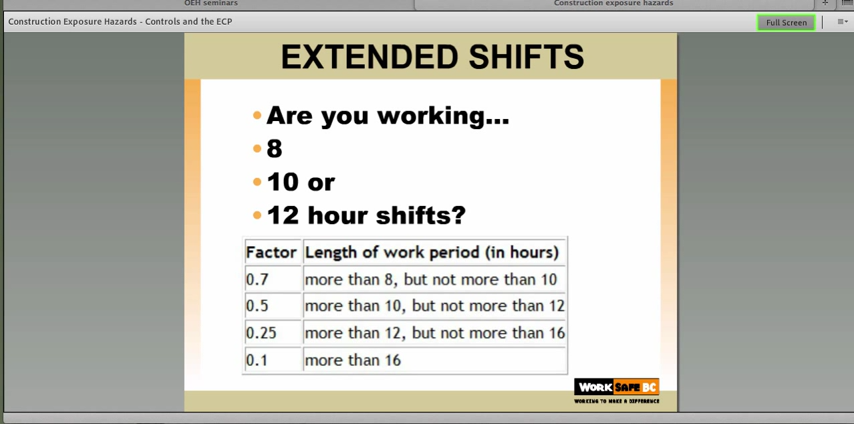 OEH seminars
Construction exposure hazards
Construction Exposure Hazards - Controls and the ECP
Full Screen
EXTENDED SHIFTS
• Are you working...
• 8
• 10 or
• 12 hour shifts?
Factor Length of work period (in hours)
0.7 more than 8, but not more than 10
0.5 more than 10, but not more than 12
0.25 more than 12, but not more than 16
0.1 more than 16
WORK SAFE BC
WORKING TO MAKE A DIFFERENCE